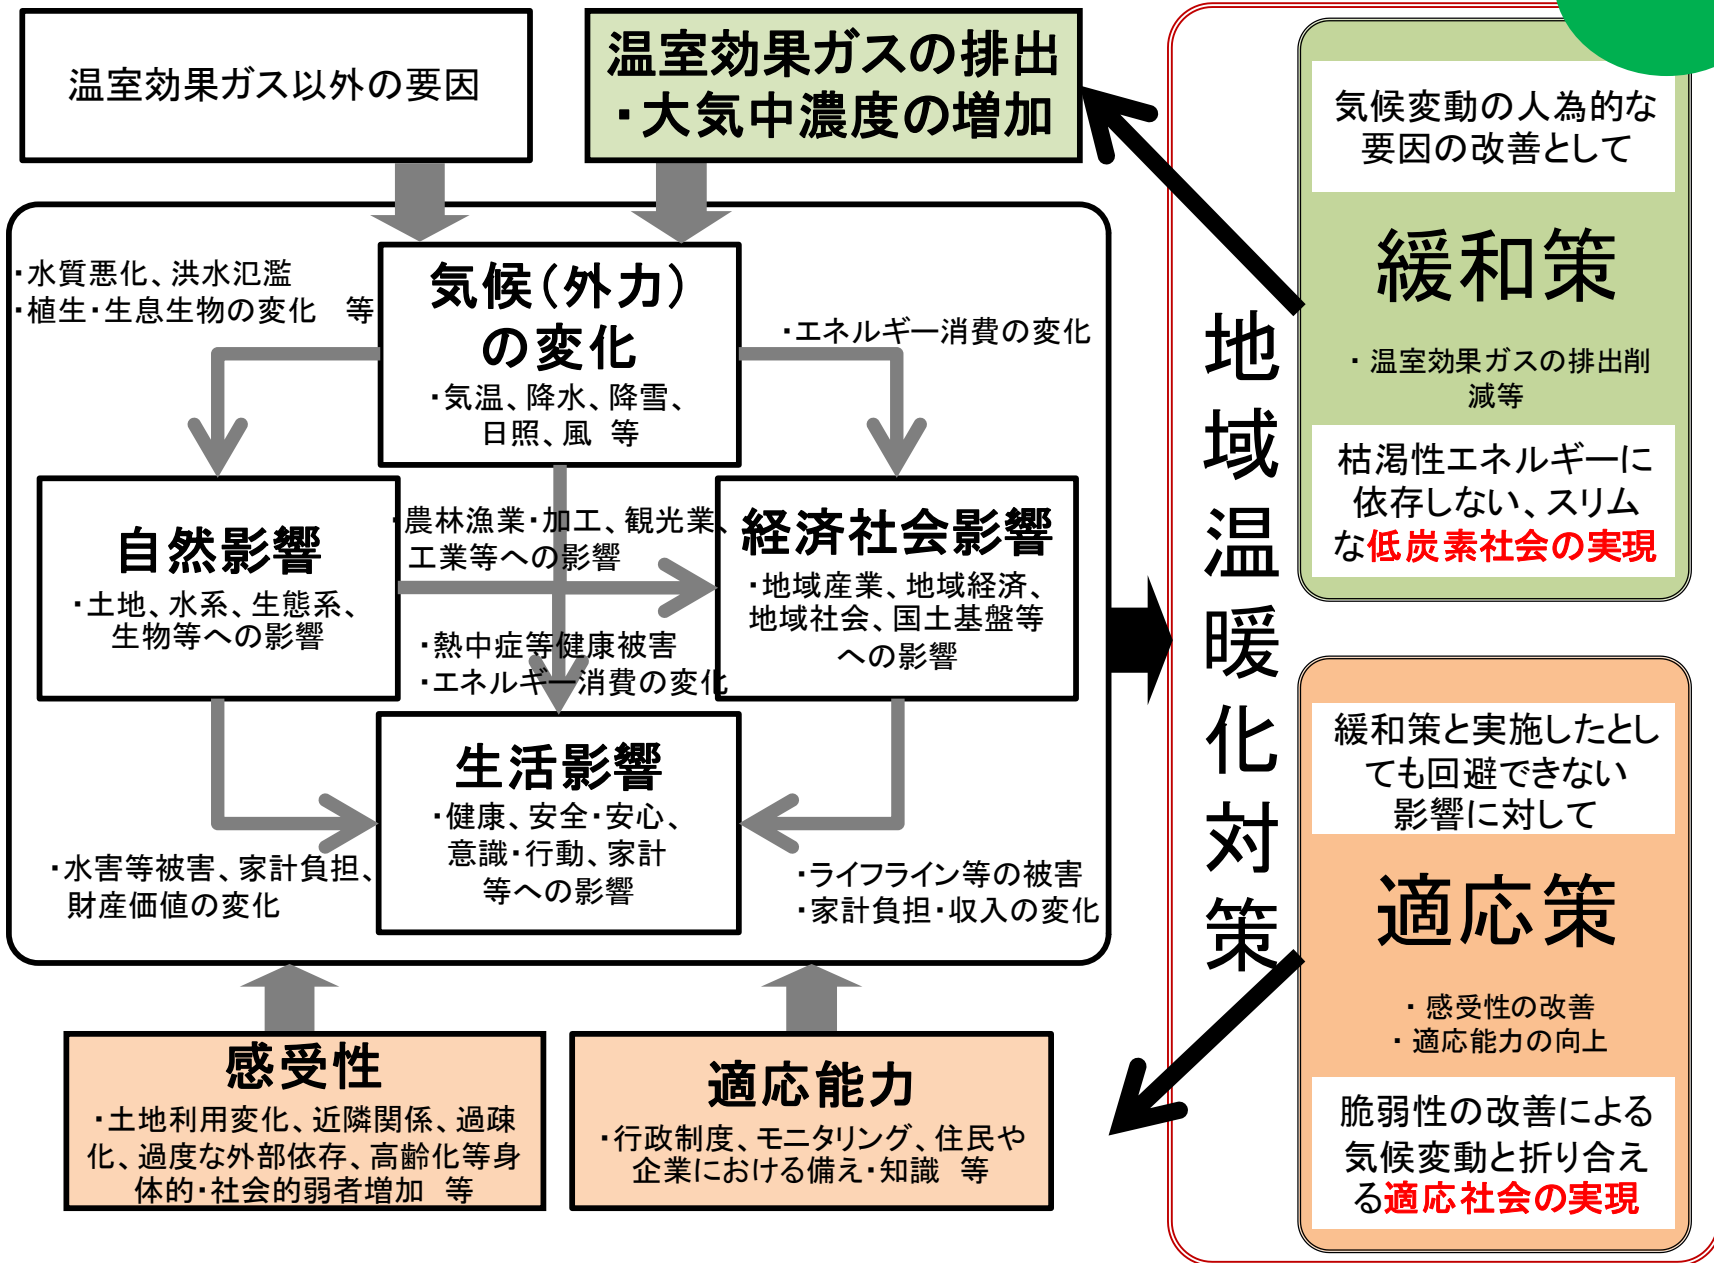 温室効果ガス以外の要因
温室効果ガスの排出
・大気中濃度の増加
・水質悪化、洪水氾濫
・植生・生息生物の変化 等
気候（外力）
の変化
・気温、降水、降雪、
日照、風 等
・エネルギー消費の変化
自然影響
・土地、水系、生態系、
生物等への影響
・農林漁業・加工、観光業、
工業等への影響
経済社会影響
・地域産業、地域経済、
地域社会、国土基盤等
への影響
・熱中症等健康被害
・エネルギー消費の変化
生活影響
・健康、安全・安心、
意識・行動、家計
等への影響
・水害等被害、家計負担、
財産価値の変化
・ライフライン等の被害
・家計負担・収入の変化
感受性
・土地利用変化、近隣関係、過疎
化、過度な外部依存、高齢化等身
体的・社会的弱者増加 等
適応能力
・行政制度、モニタリング、住民や
企業における備え・知識 等
地域温暖化対策
気候変動の人為的な
要因の改善として
緩和策
・温室効果ガスの排出削
減等
枯渇性エネルギーに
依存しない、スリム
な低炭素社会の実現
緩和策と実施したとし
ても回避できない
影響に対して
適応策
・感受性の改善
・適応能力の向上
脆弱性の改善による
気候変動と折り合え
る適応社会の実現